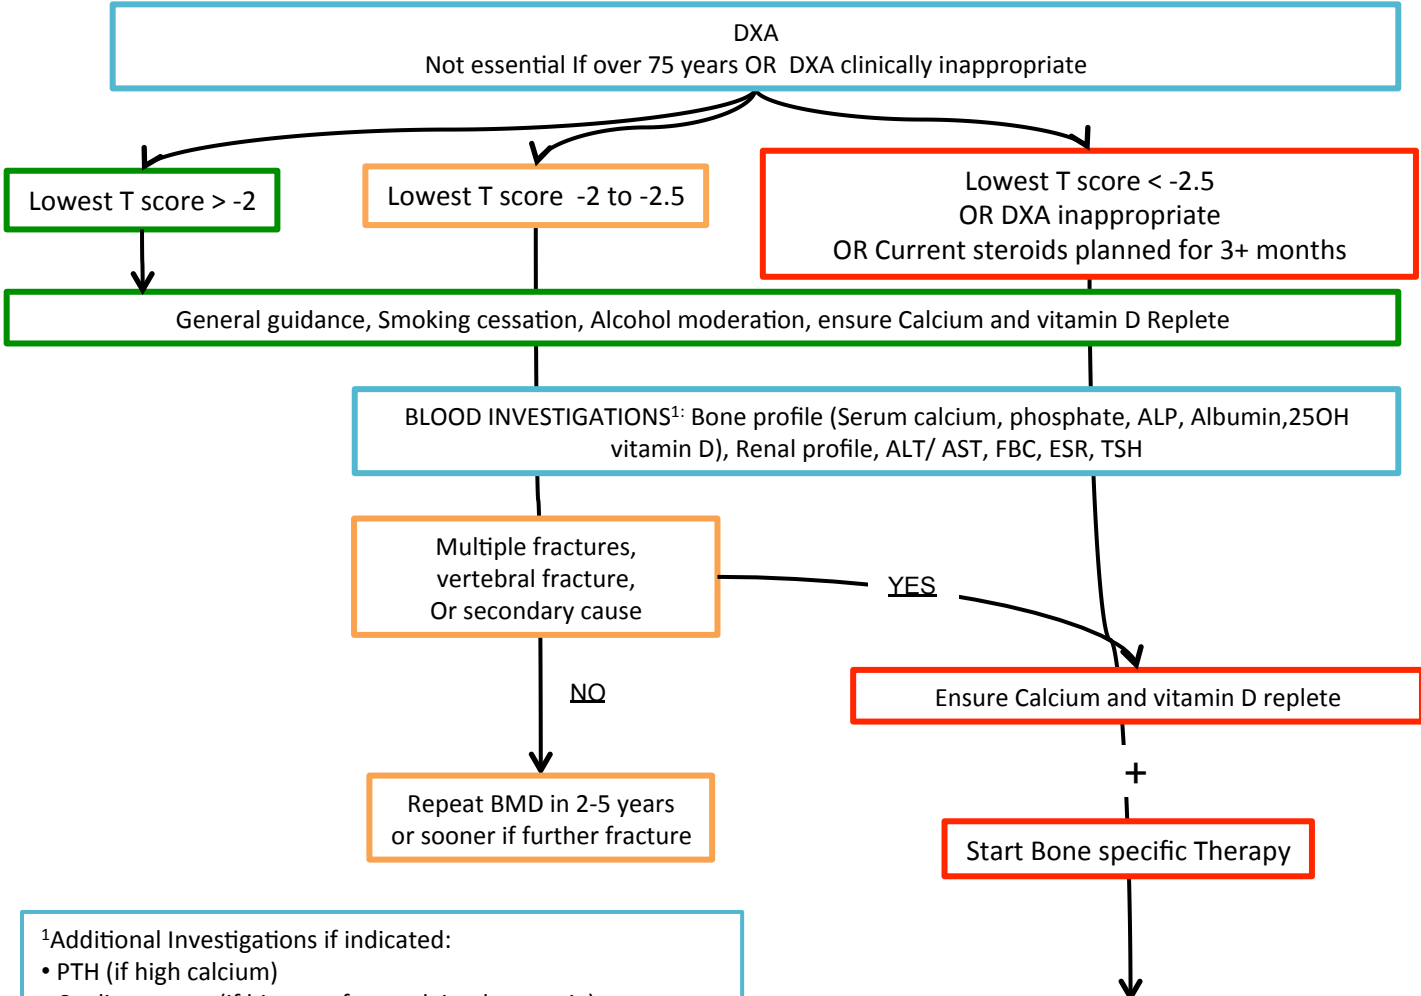 DXA
Not essential If over 75 years OR DXA clinically inappropriate
Lowest T score > -2
Lowest T score -2 to -2.5
Lowest T score < -2.5
OR DXA inappropriate
OR Current steroids planned for 3+ months
General guidance, Smoking cessation, Alcohol moderation, ensure Calcium and vitamin D Replete
BLOOD INVESTIGATIONS¹: Bone profile (Serum calcium, phosphate, ALP, Albumin,25OH
vitamin D), Renal profile, ALT/ AST, FBC, ESR, TSH
Multiple fractures,
vertebral fracture,
Or secondary cause
YES
NO
Ensure Calcium and vitamin D replete
+
Repeat BMD in 2-5 years
or sooner if further fracture
Start Bone specific Therapy
¹Additional Investigations if indicated:
• PTH (if high calcium)